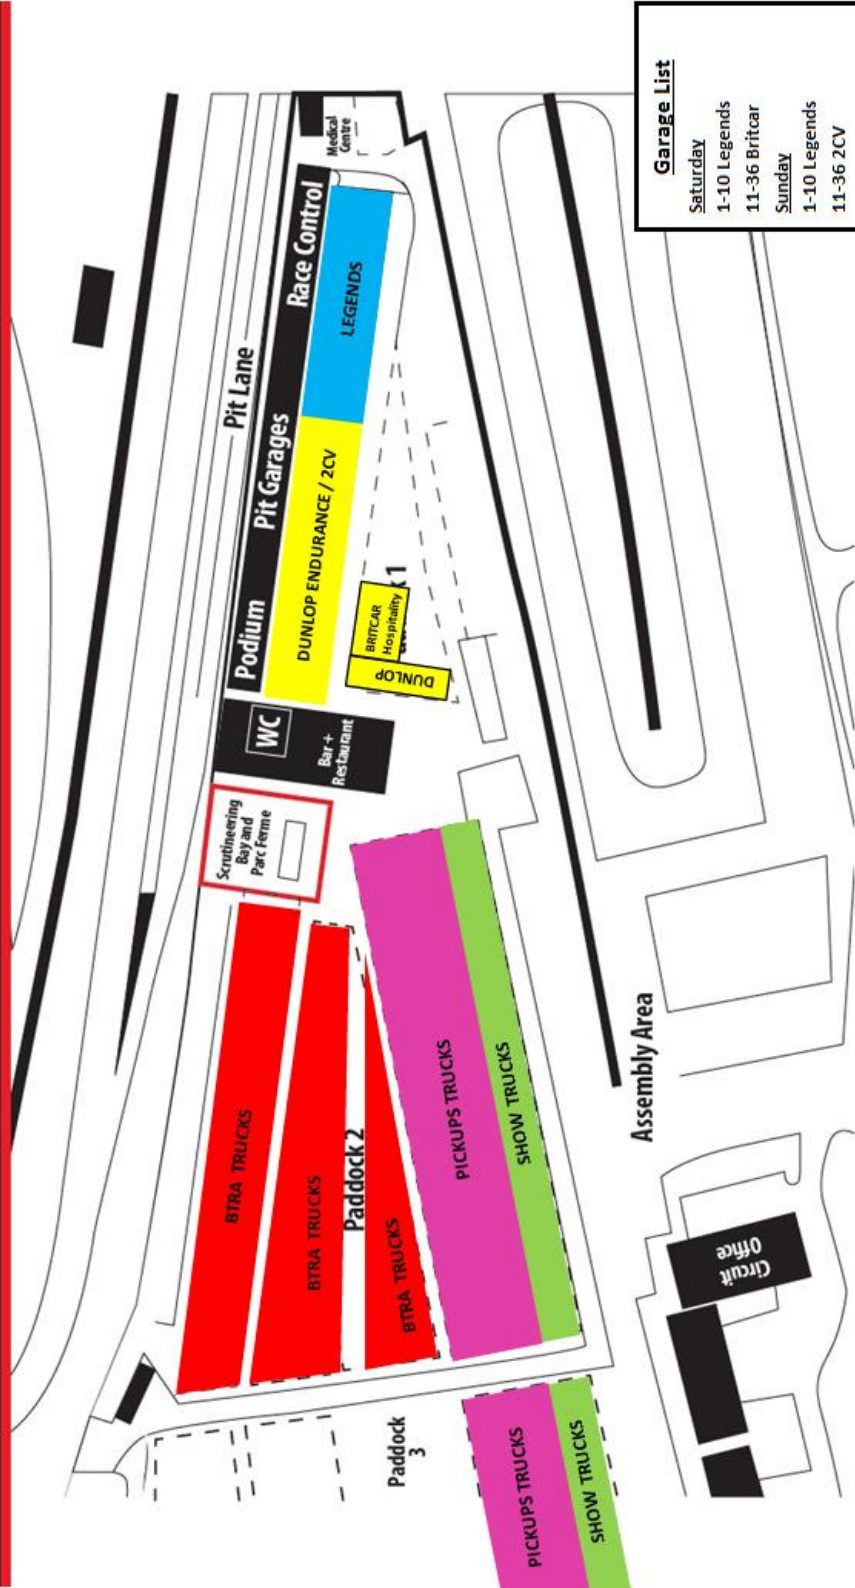 Garage List
Saturday
1-10 Legends
11-36 Britcar
Sunday
1-10 Legends
11-36 2CV
Medical
Centre
Race Control
LEGENDS
Pit Lane
Pit Garages
DUNLOP ENDURANCE / 2CV
Podium
BRITCAR
Hospitality
1
DUNLOP
WC
Bar +
Restaurant
Scrutineering
Bay and
Parc Ferme
BTRA TRUCKS
BTRA TRUCKS
Paddock 2
BTRA TRUCKS
PICKUPS TRUCKS
SHOW TRUCKS
Assembly Area
Circuit
Office
Paddock
3
PICKUPS TRUCKS
SHOW TRUCKS